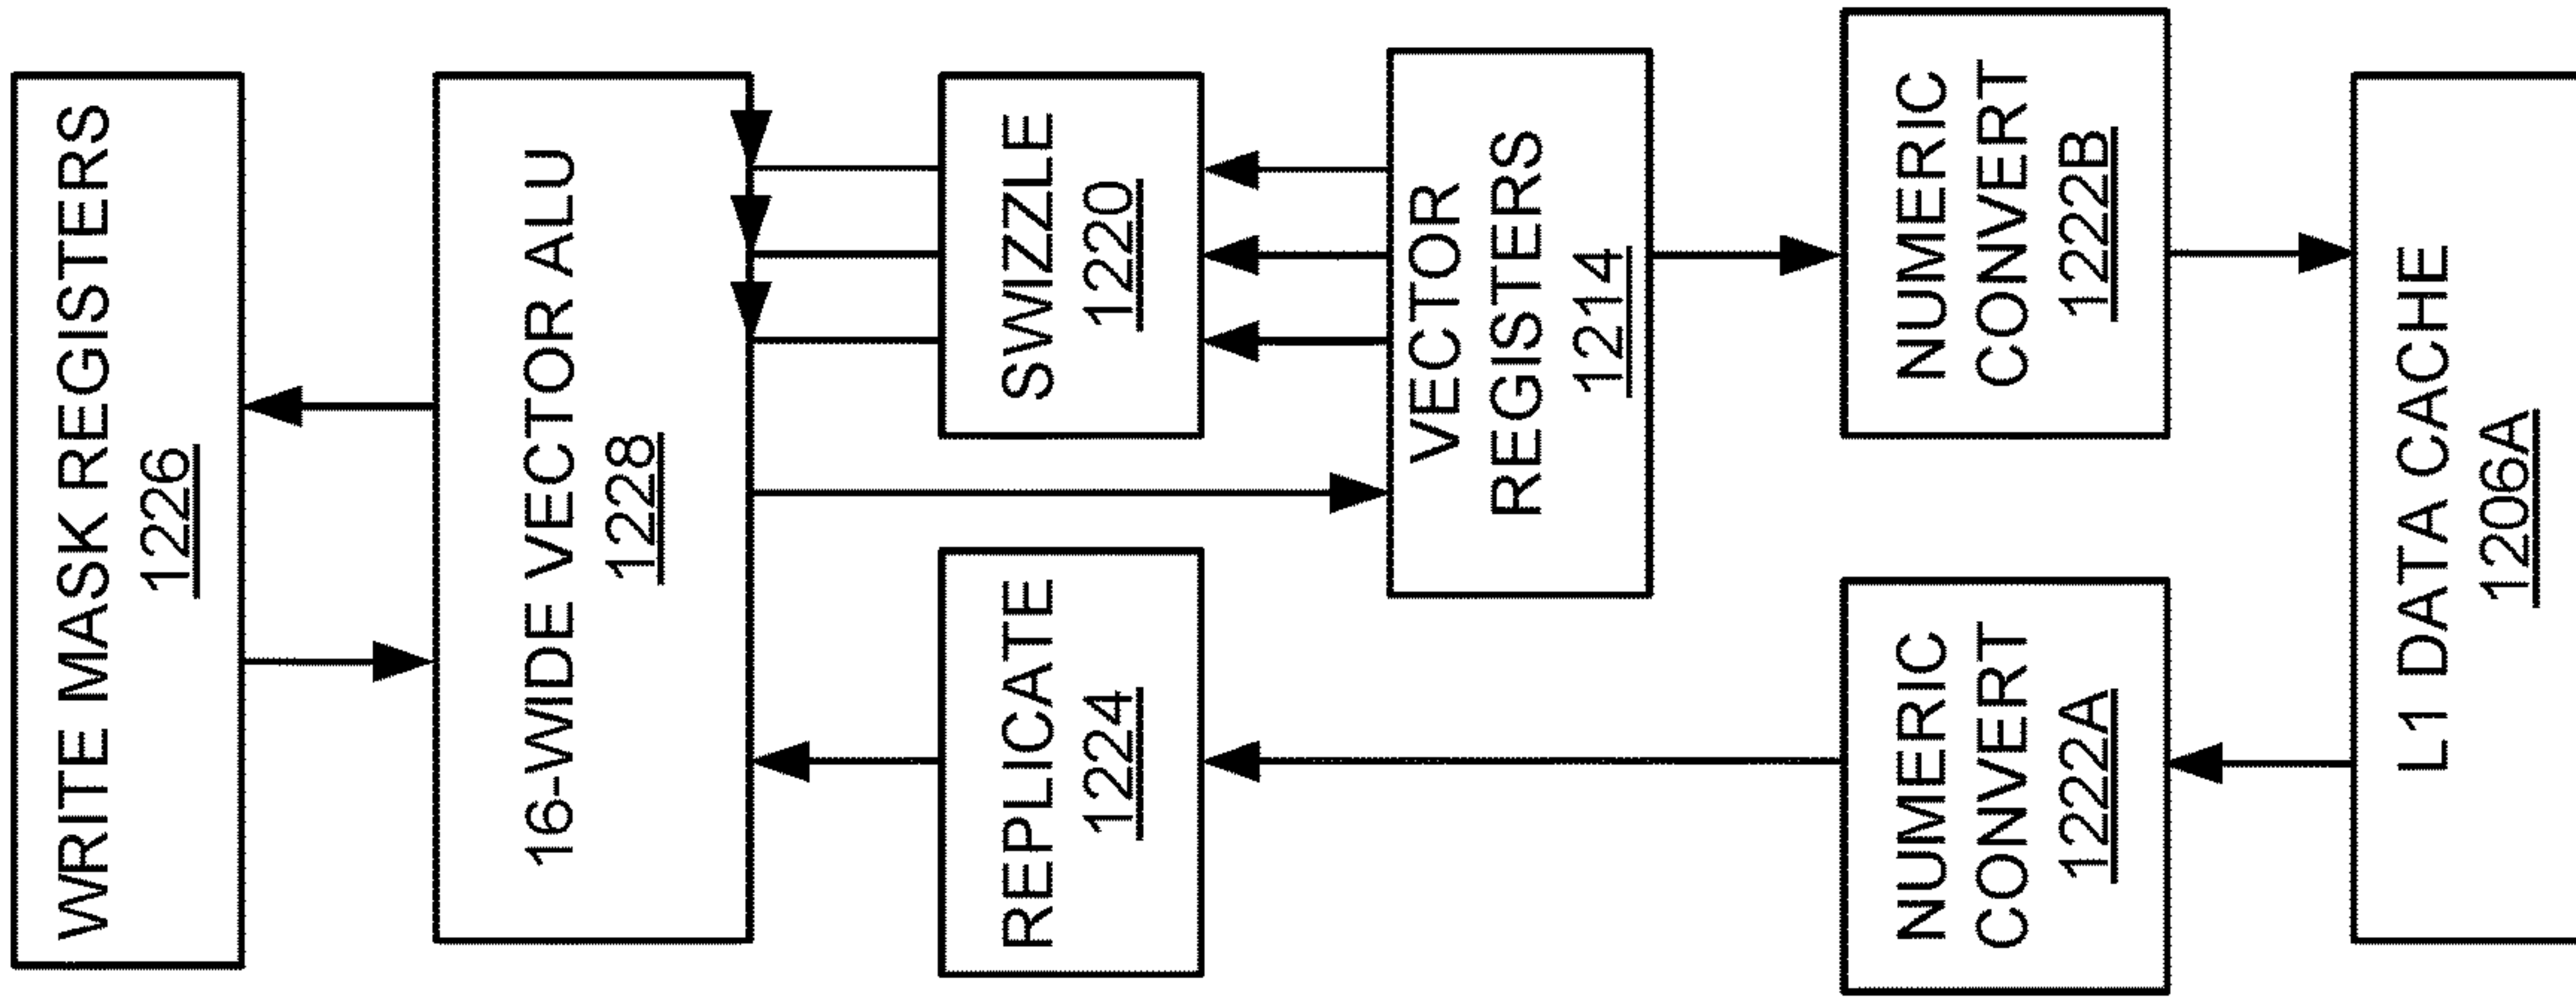 WRITE MASK REGISTERS
1226
16-WIDE VECTOR ALU
1228
REPLICATE
1224
SWIZZLE
1220
VECTOR
REGISTERS
1214
NUMERIC
CONVERT
1222A
NUMERIC
CONVERT
1222B
L1 DATA CACHE
1206A